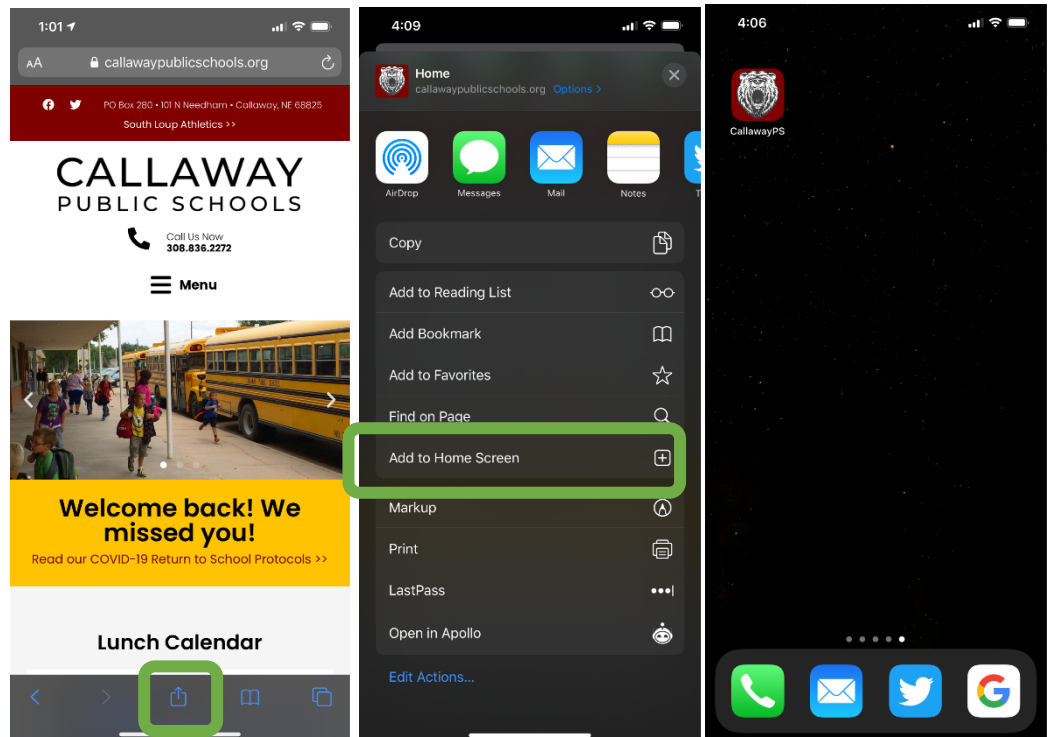 1:01
AA callawaypublicschools.org
PO Box 280 • 101 N Needham • Callaway, NE 68825
South Loup Athletics >>
CALLAWAY
PUBLIC SCHOOLS
Call Us Now
308.836.2272
Menu
Welcome back! We
missed you!
Read our COVID-19 Return to School Protocols >>
Lunch Calendar
4:09
Home
callawaypublicschools.org Options >
AirDrop Messages Mail Notes T
Copy
Add to Reading List
Add Bookmark
Add to Favorites
Find on Page
Add to Home Screen
Markup
Print
LastPass
Open in Apollo
Edit Actions...
4:06
CallawayPS
G